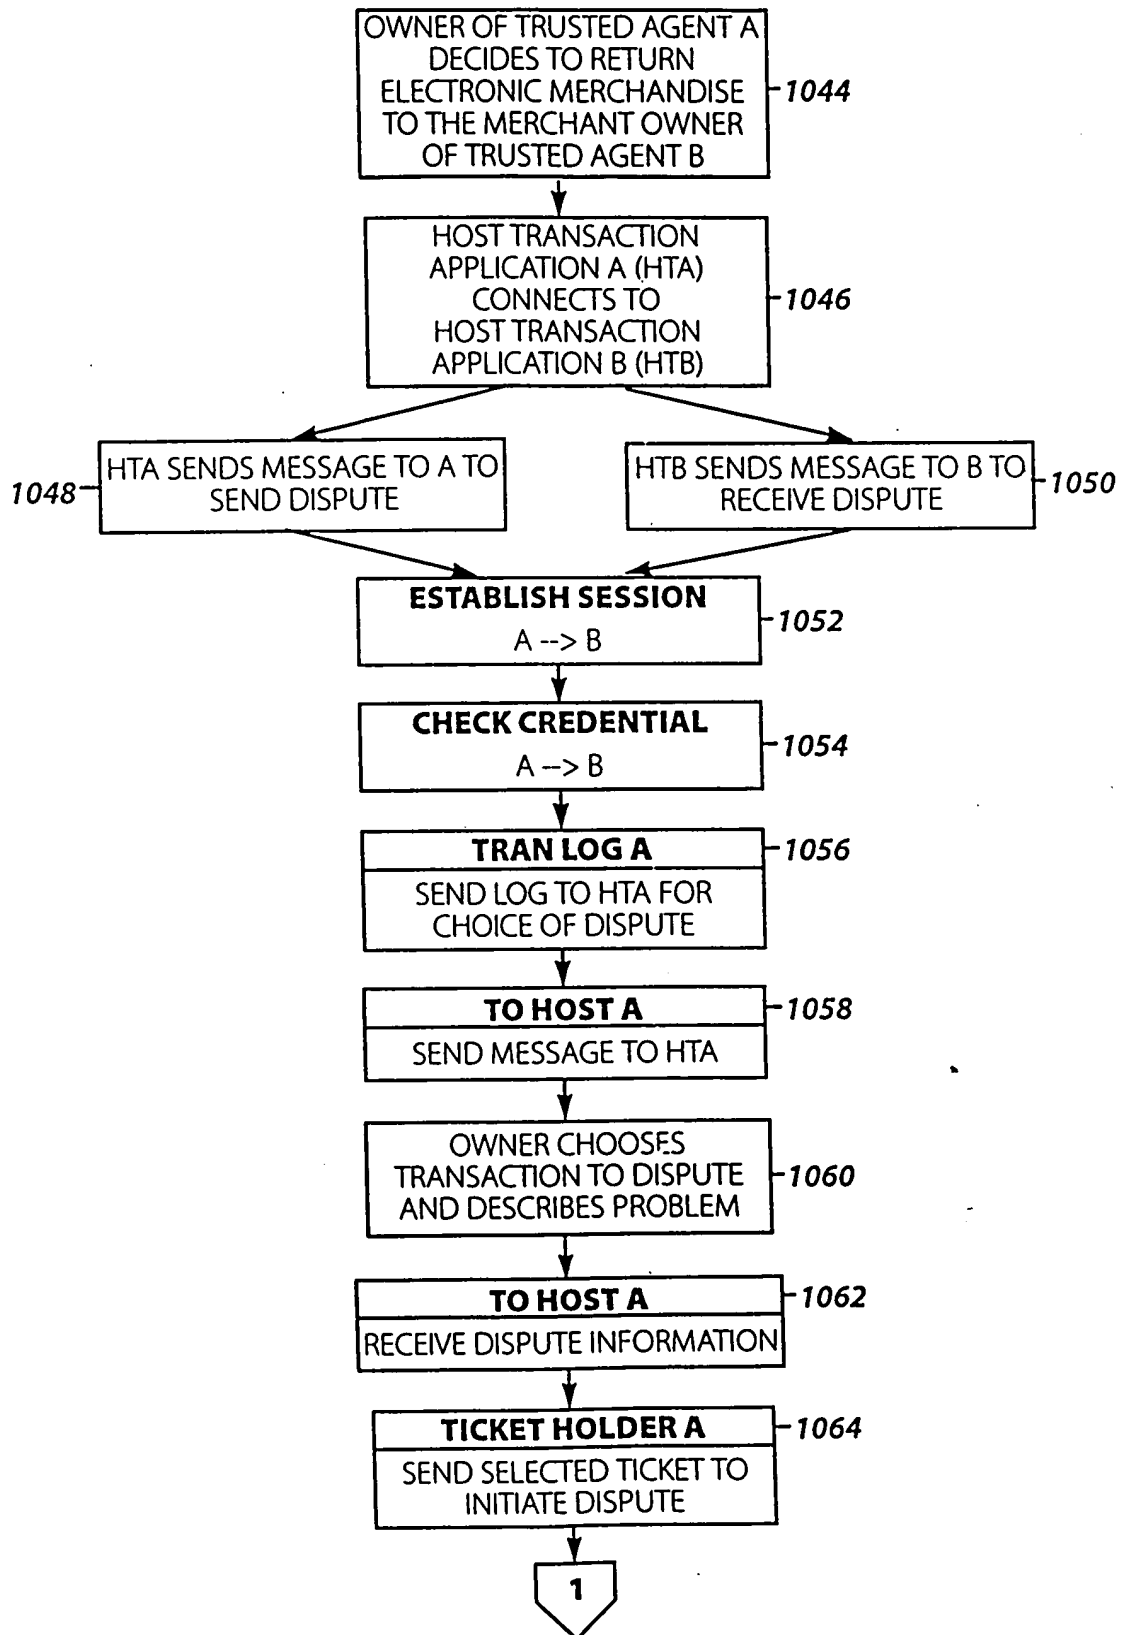 OWNER OF TRUSTED AGENT A
DECIDES TO RETURN
ELECTRONIC MERCHANDISE
TO THE MERCHANT OWNER
OF TRUSTED AGENT B
1044
HOST TRANSACTION
APPLICATION A (HTA)
CONNECTS TO
HOST TRANSACTION
APPLICATION B (HTB)
1046
1048
HTA SENDS MESSAGE TO A TO
SEND DISPUTE
HTB SENDS MESSAGE TO B TO
RECEIVE DISPUTE
1050
ESTABLISH SESSION
A --> B
1052
CHECK CREDENTIAL
A --> B
1054
TRAN LOG A
1056
SEND LOG TO HTA FOR
CHOICE OF DISPUTE
TO HOST A
1058
SEND MESSAGE TO HTA
OWNER CHOOSES
TRANSACTION TO DISPUTE
AND DESCRIBES PROBLEM
1060
TO HOST A
1062
RECEIVE DISPUTE INFORMATION
TICKET HOLDER A
1064
SEND SELECTED TICKET TO
INITIATE DISPUTE
1